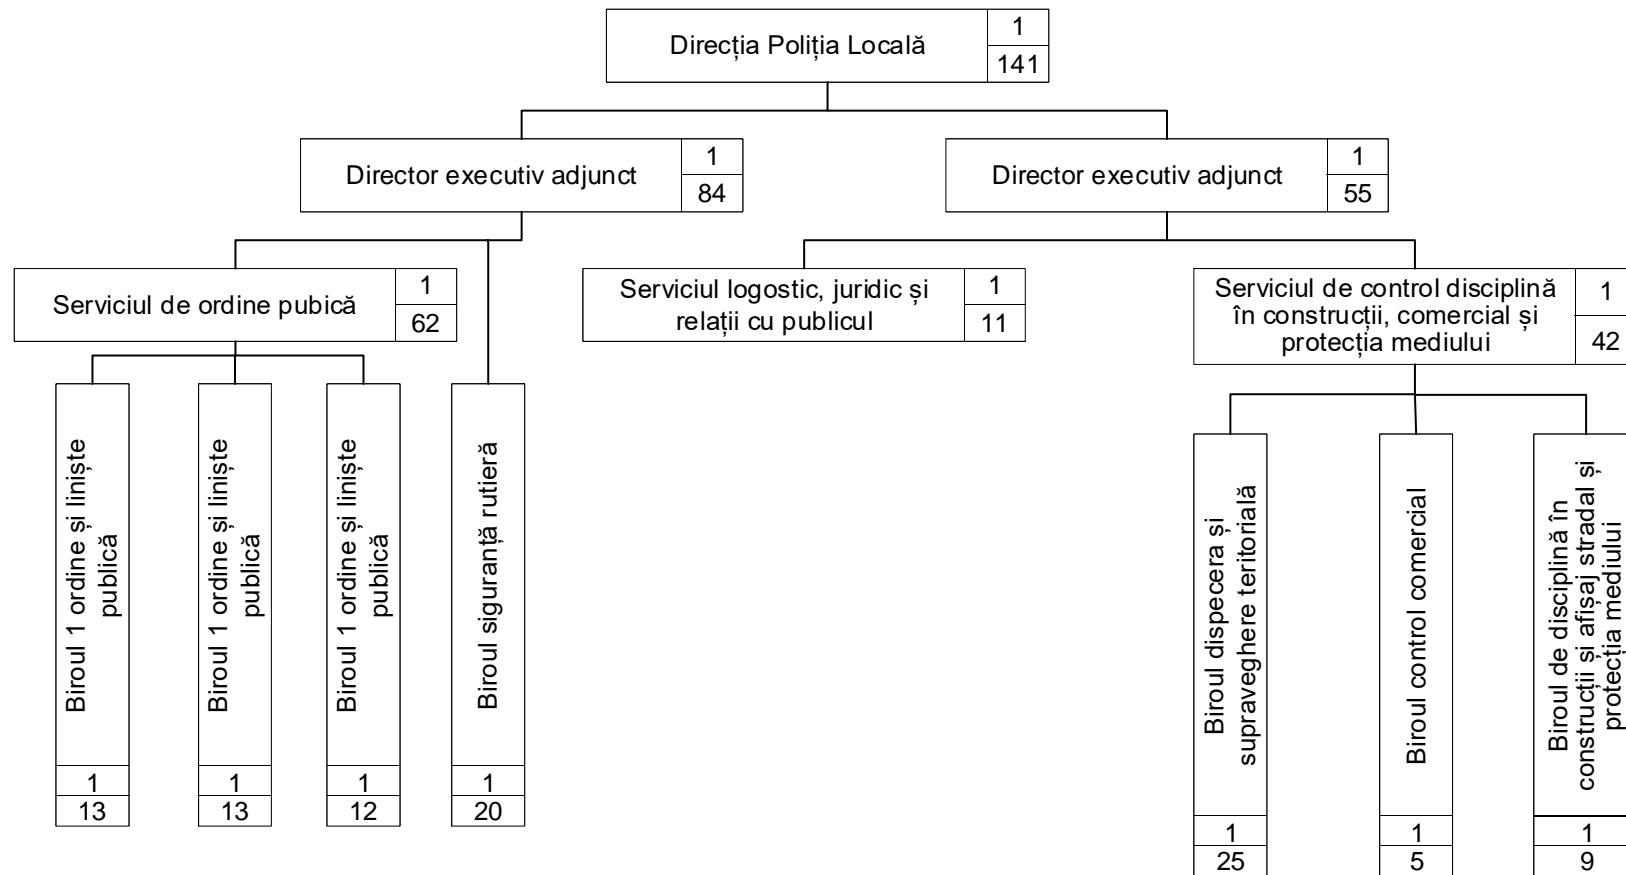 Direcția Poliția Locală
1
141
Director executiv adjunct
1
84
Director executiv adjunct
1
55
Serviciul de ordine pubică
1
62
Serviciul logostic, juridic și
relații cu publicul
1
11
Serviciul de control disciplină
în construcții, comercial și
protecția mediului
1
42
Biroul 1 ordine și liniște
publică
1
13
Biroul 1 ordine și liniște
publică
1
13
Biroul 1 ordine și liniște
publică
1
12
Biroul siguranță rutieră
1
20
Biroul dispecera și
supraveghere teritorială
1
25
Biroul control comercial
1
5
Biroul de disciplină în
construcții și afișaj stradal și
protecția mediului
1
9